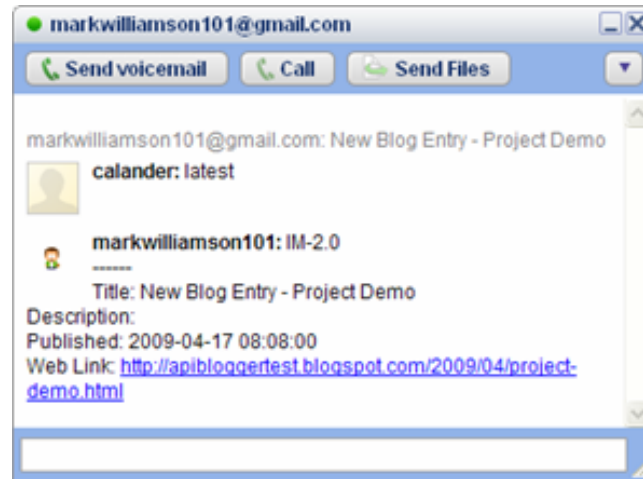 markwilliamson101@gmail.com
Send voicemail Call Send Files
markwilliamson101@gmail.com: New Blog Entry - Project Demo
calander: latest
markwilliamson101: IM-2.0
------
Title: New Blog Entry - Project Demo
Description:
Published: 2009-04-17 08:08:00
Web Link: http://apibloggertest.blogspot.com/2009/04/project-
demo.html